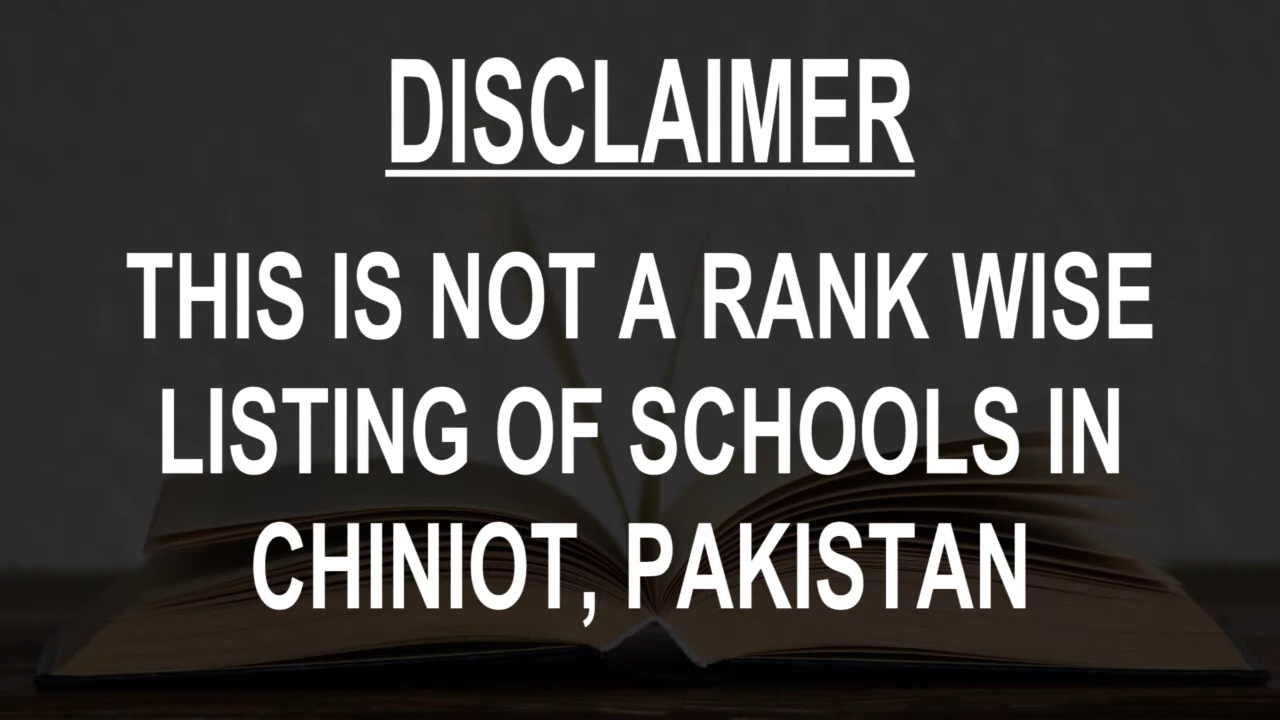 DISCLAIMER
THIS IS NOT A RANK WISE
LISTING OF SCHOOLS IN
CHINIOT, PAKISTAN